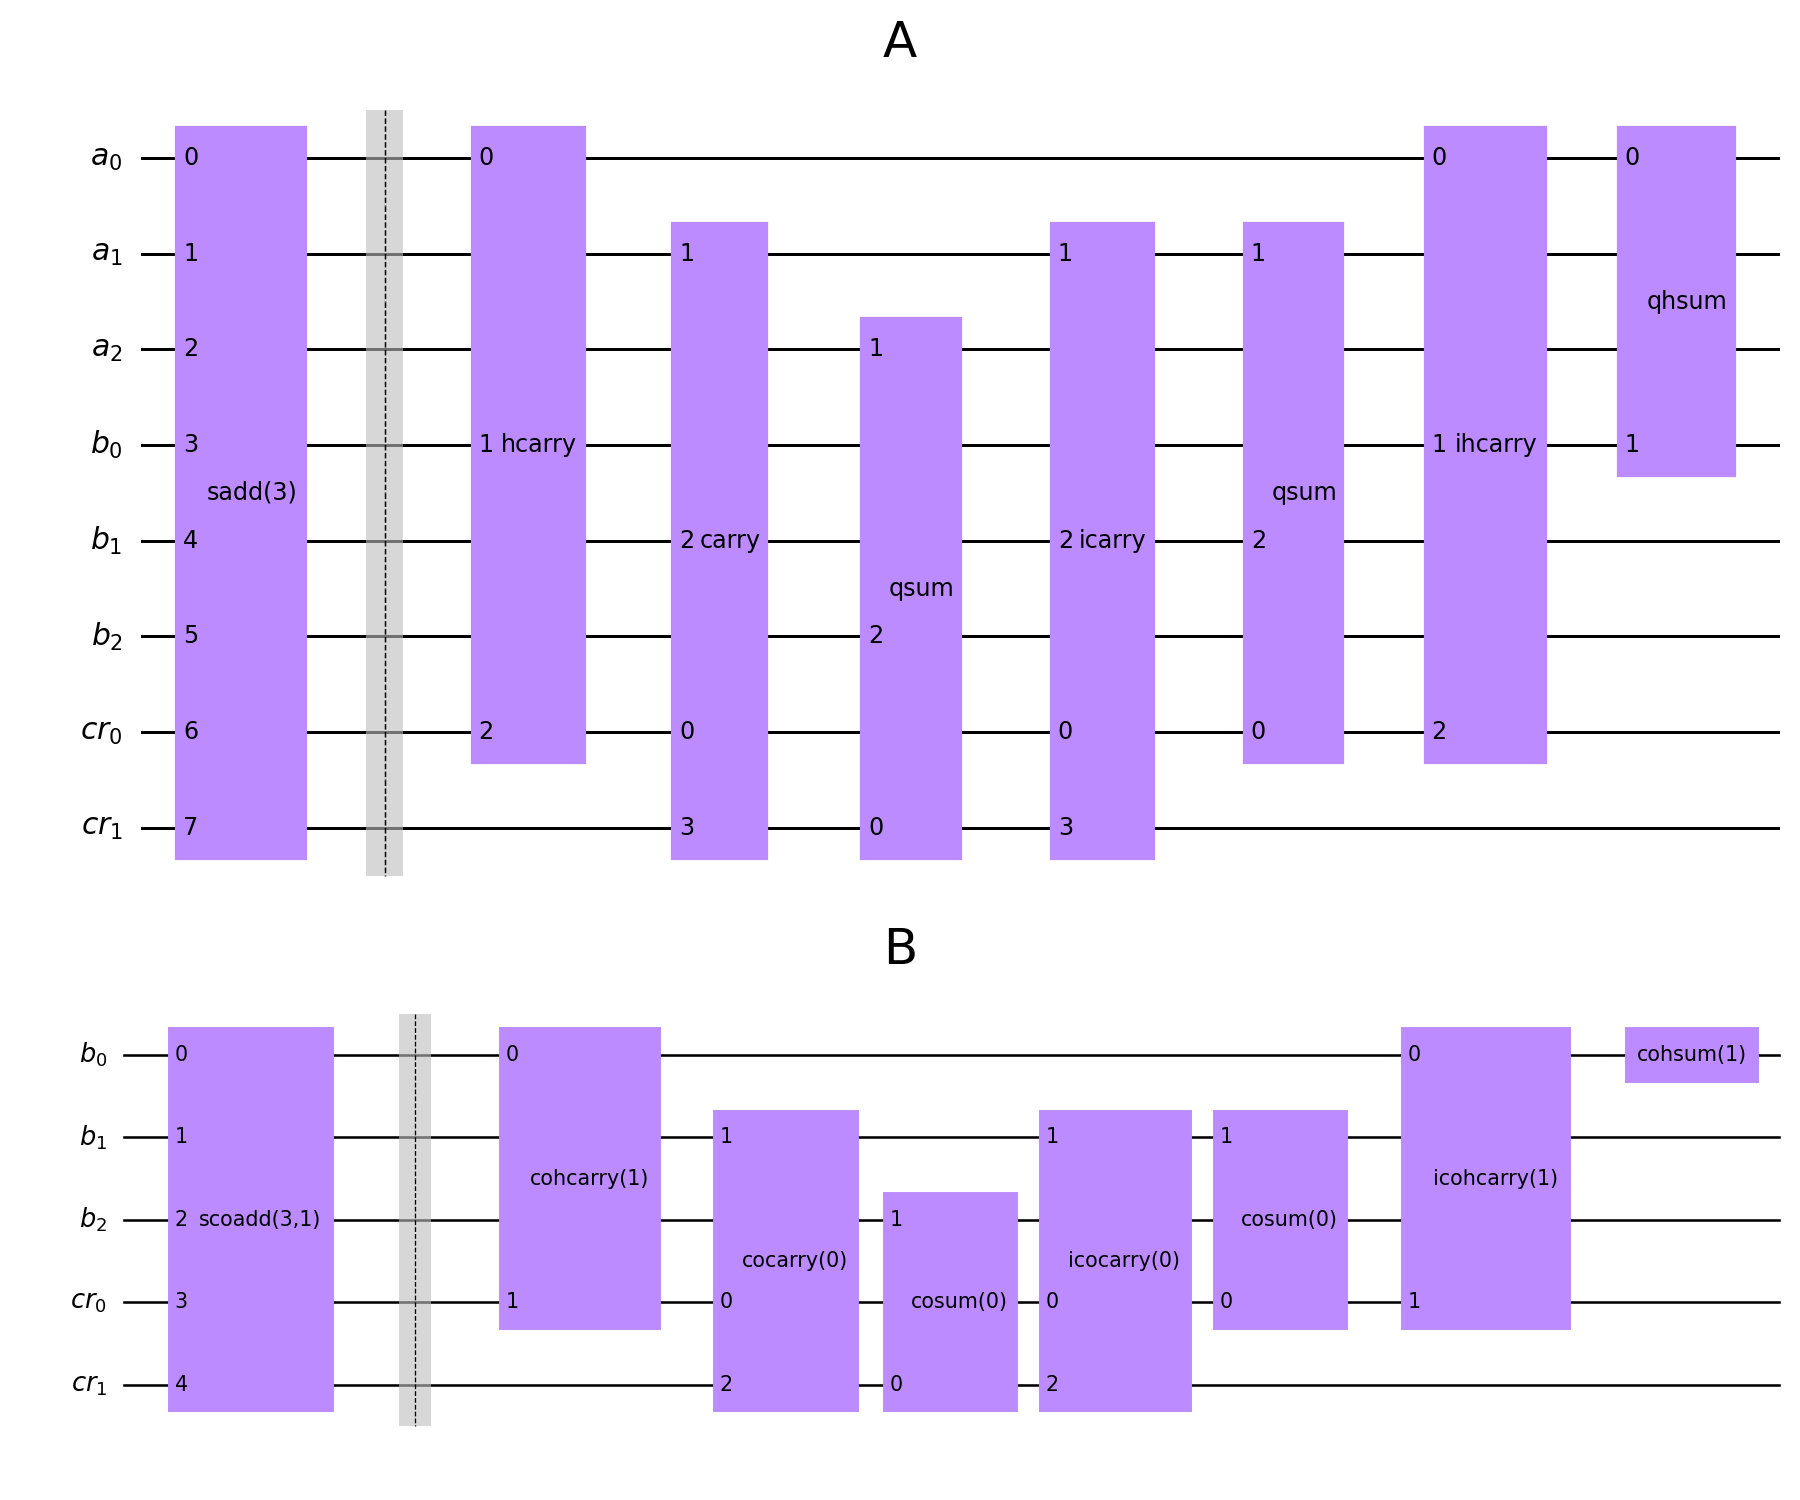 A
a0 0 0 0 0
a1 1 1 1 1
qhsum
a2 2 1
b0 3 1 hcarry 1 ihcarry 1
sadd(3) qsum
b1 4 2 carry 2 icarry 2
qsum
b2 5 2
cr0 6 2 0 0 0 2
cr1 7 3 0 3
B
b0 0 0 0 cohsum(1)
b1 1 1 1 1
cohcarry(1) icohcarry(1)
b2 2 scoadd(3,1) 1 cosum(0)
cocarry(0) icocarry(0)
cr0 3 1 0 cosum(0) 0 0 1
cr1 4 2 0 2